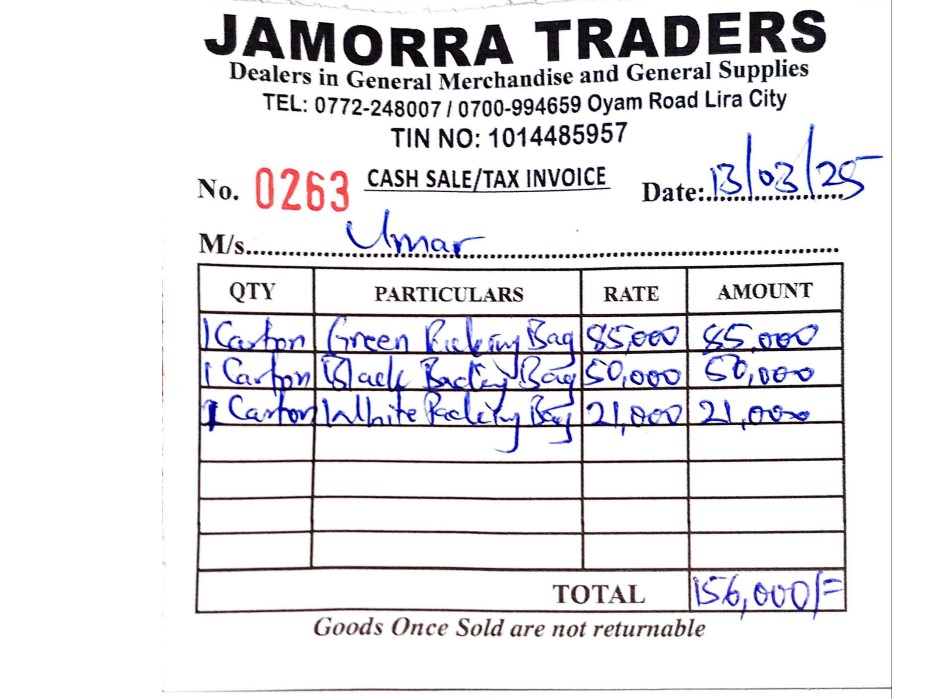 JAMORRA TRADERS
Dealers in General Merchandise and General Supplies
TEL: 0772-248007 / 0700-994659 Oyam Road Lira City
TIN NO: 1014485957
No. 0263 CASH SALE/TAX INVOICE Date: 13/03/25
M/s. Umar
QTY PARTICULARS RATE AMOUNT
1 Carton Green Packing Bag 85,000 85,000
1 Carton Black Packing Bag 50,000 50,000
1 Carton White Packing Bag 21,000 21,000
TOTAL 156,000/=
Goods Once Sold are not returnable